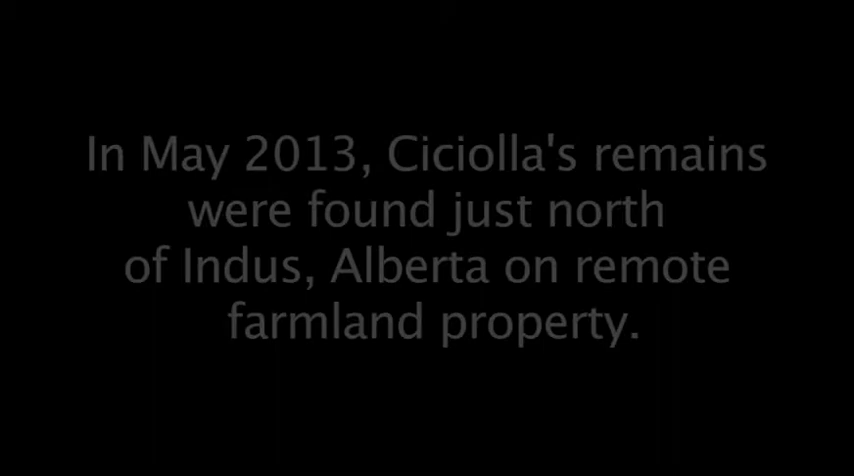 In May 2013, Ciciolla's remains
were found just north
of Indus, Alberta on remote
farmland property.